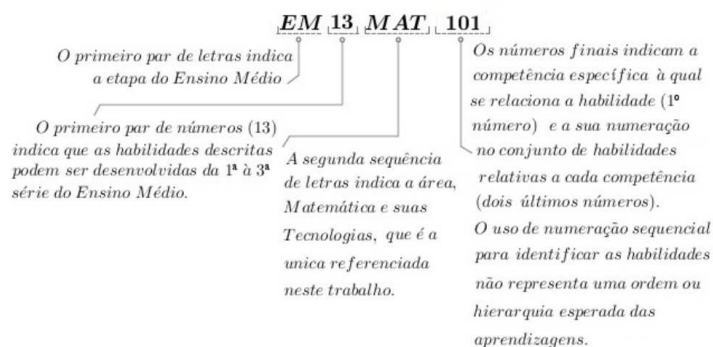 EM 13 MAT 101
O primeiro par de letras indica
a etapa do Ensino Médio
O primeiro par de números (13)
indica que as habilidades descritas
podem ser desenvolvidas da 1ª à 3ª
série do Ensino Médio.
A segunda sequência
de letras indica a área,
Matemática e suas
Tecnologias, que é a
unica referenciada
neste trabalho.
Os números finais indicam a
competência específica à qual
se relaciona a habilidade (1º
número) e a sua numeração
no conjunto de habilidades
relativas a cada competência
(dois últimos números).
O uso de numeração sequencial
para identificar as habilidades
não representa uma ordem ou
hierarquia esperada das
aprendizagens.